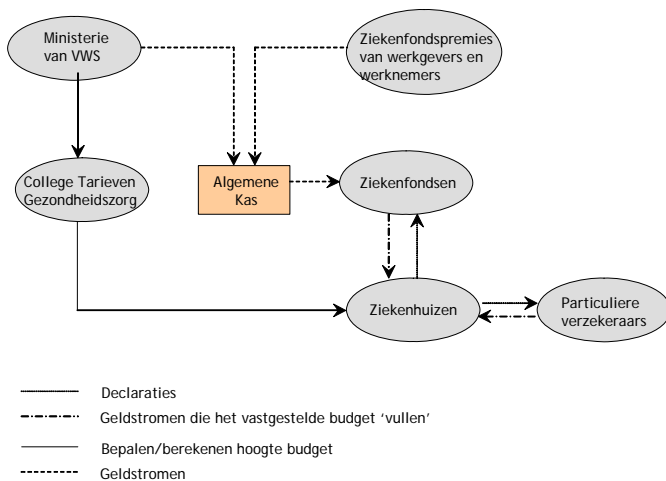 Ministerie
van VWS
Ziekenfondspremies
van werkgevers en
werknemers
College Tarieven
Gezondheidszorg
Algemene
Kas
Ziekenfondsen
Ziekenhuizen
Particuliere
verzekeraars
Declaraties
Geldstromen die het vastgestelde budget ‘vullen’
Bepalen/berekenen hoogte budget
Geldstromen